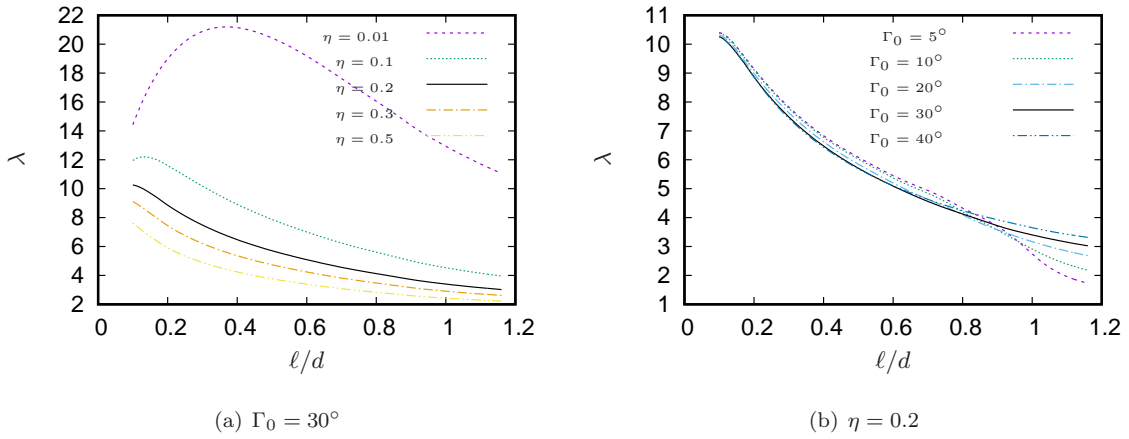 22
20
18
16
14
12
10
8
6
4
2
λ
0 0.2 0.4 0.6 0.8 1 1.2
ℓ/d
η = 0.01
η = 0.1
η = 0.2
η = 0.3
η = 0.5
(a) Γ₀ = 30°
11
10
9
8
7
6
5
4
3
2
1
λ
0 0.2 0.4 0.6 0.8 1 1.2
ℓ/d
Γ₀ = 5°
Γ₀ = 10°
Γ₀ = 20°
Γ₀ = 30°
Γ₀ = 40°
(b) η = 0.2